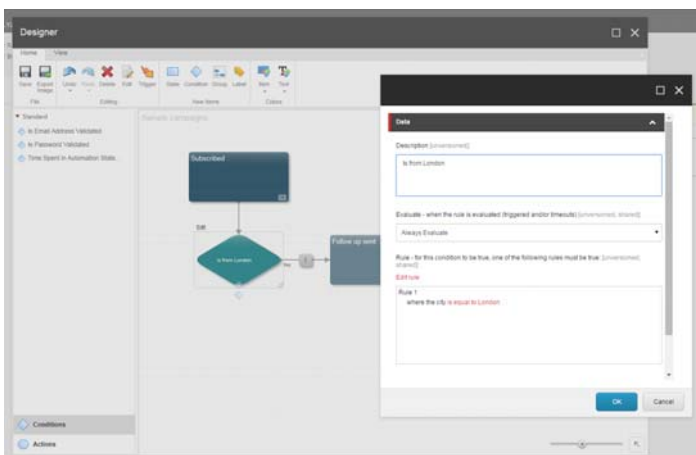 Designer
Home View
Save Export Image Undo Delete Edit Trigger State Condition Group Label Item Text
File Editing New Items Colors
Standard
Is Email Address Validated
Is Password Validated
Time Spent in Automation State...
Subscribed
Edit
Is from London
Yes
Follow up sent
Conditions
Actions
Data
Description [unversioned]:
Is from London
Evaluate - when the rule is evaluated (triggered and/or timeouts) [unversioned, shared]:
Always Evaluate
Rule - for this condition to be true, one of the following rules must be true: [unversioned, shared]:
Edit rule
Rule 1
where the city is equal to London
OK Cancel